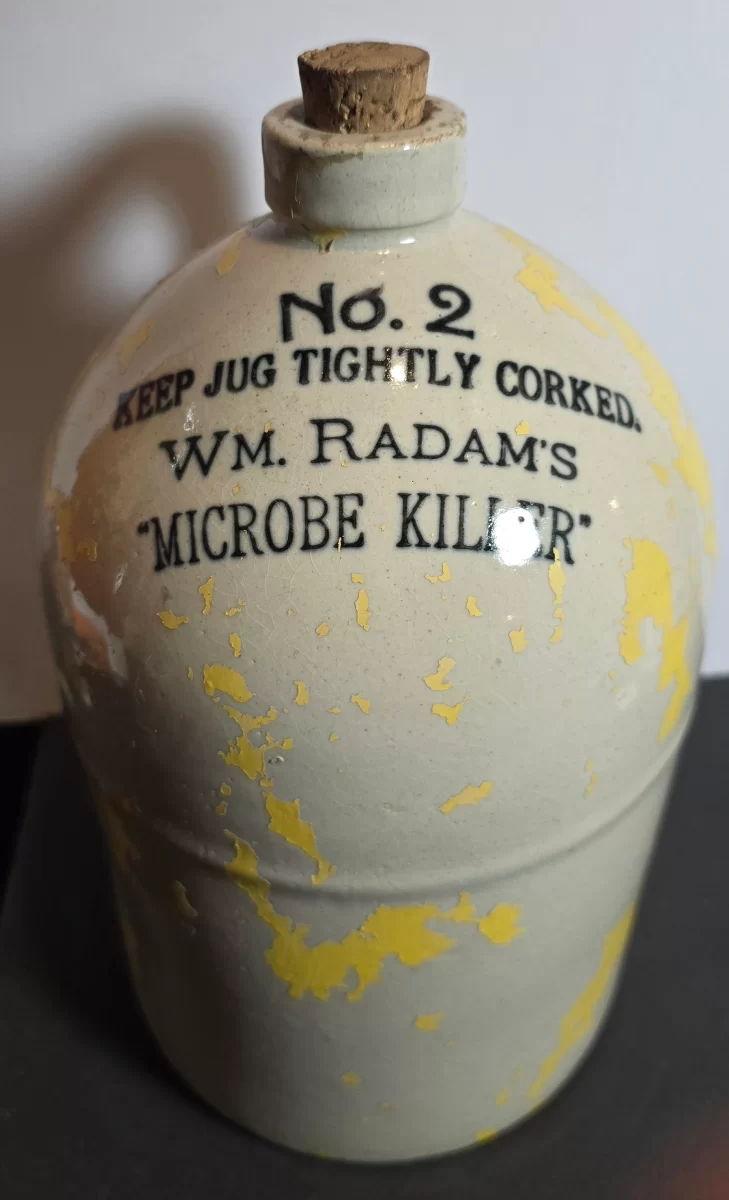 No. 2
KEEP JUG TIGHTLY CORKED.
WM. RADAM'S
"MICROBE KILLER"